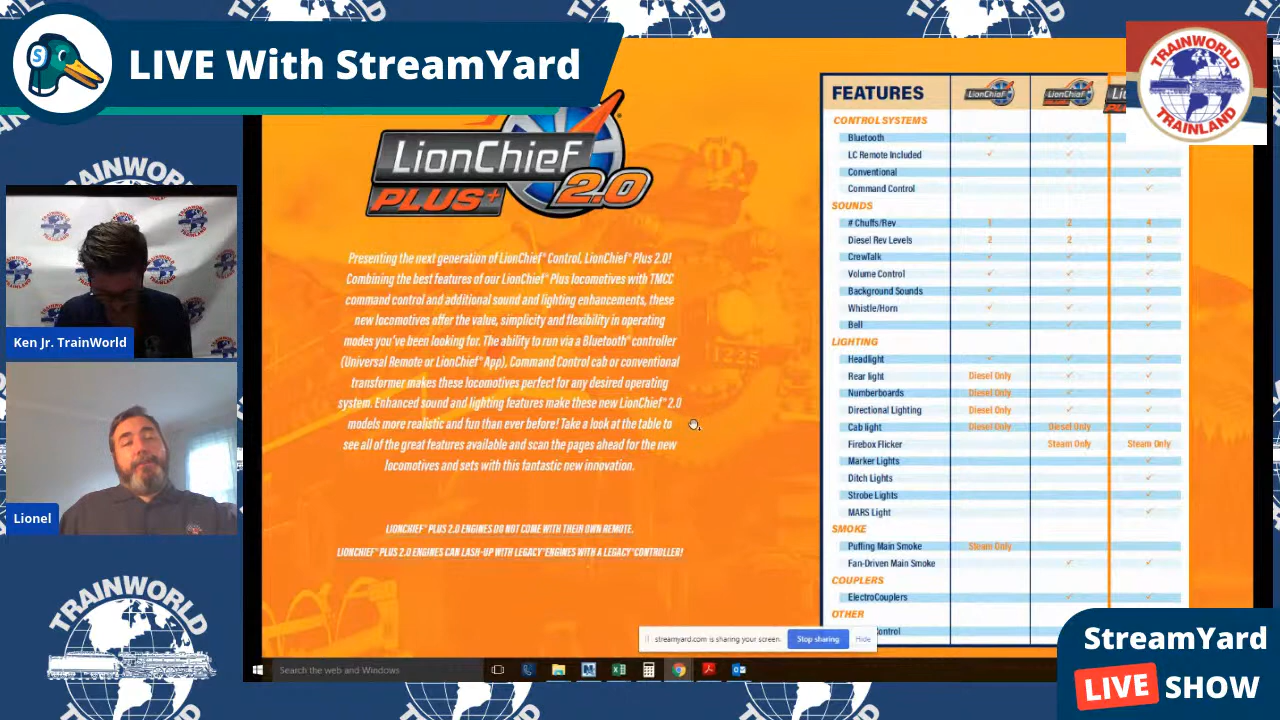 LIVE With StreamYard
TRAINWORLD
TRAINLAND
Ken Jr. TrainWorld
Lionel
LionChief
PLUS+ 2.0
Presenting the next generation of LionChief® Control, LionChief® Plus 2.0!
Combining the best features of our LionChief® Plus locomotives with TMCC
command control and additional sound and lighting enhancements, these
new locomotives offer the value, simplicity and flexibility in operating
modes you've been looking for. The ability to run via a Bluetooth® controller
(Universal Remote or LionChief® App), Command Control cab or conventional
transformer makes these locomotives perfect for any desired operating
system. Enhanced sound and lighting features make these new LionChief® 2.0
models more realistic and fun than ever before! Take a look at the table to
see all of the great features available and scan the pages ahead for the new
locomotives and sets with this fantastic new innovation.
LIONCHIEF® PLUS 2.0 ENGINES DO NOT COME WITH THEIR OWN REMOTE.
LIONCHIEF® PLUS 2.0 ENGINES CAN LASH-UP WITH LEGACY® ENGINES WITH A LEGACY® CONTROLLER!
FEATURES LionChief LionChief
CONTROL SYSTEMS
Bluetooth ✓ ✓
LC Remote Included ✓ ✓
Conventional ✓ ✓
Command Control ✓
SOUNDS
# Chuffs/Rev 1 2 4
Diesel Rev Levels 2 2 8
CrewTalk ✓ ✓ ✓
Volume Control ✓ ✓ ✓
Background Sounds ✓ ✓ ✓
Whistle/Horn ✓ ✓ ✓
Bell ✓ ✓ ✓
LIGHTING
Headlight ✓ ✓ ✓
Rear light Diesel Only ✓ ✓
Numberboards Diesel Only ✓ ✓
Directional Lighting Diesel Only ✓ ✓
Cab light Diesel Only Diesel Only ✓
Firebox Flicker Steam Only Steam Only
Marker Lights ✓
Ditch Lights ✓
Strobe Lights ✓
MARS Light ✓
SMOKE
Puffing Main Smoke Steam Only
Fan-Driven Main Smoke ✓ ✓
COUPLERS
ElectroCouplers ✓ ✓
OTHER
ontrol
streamyard.com is sharing your screen. Stop sharing Hide
Search the web and Windows
TRAINWORLD
StreamYard
LIVE SHOW